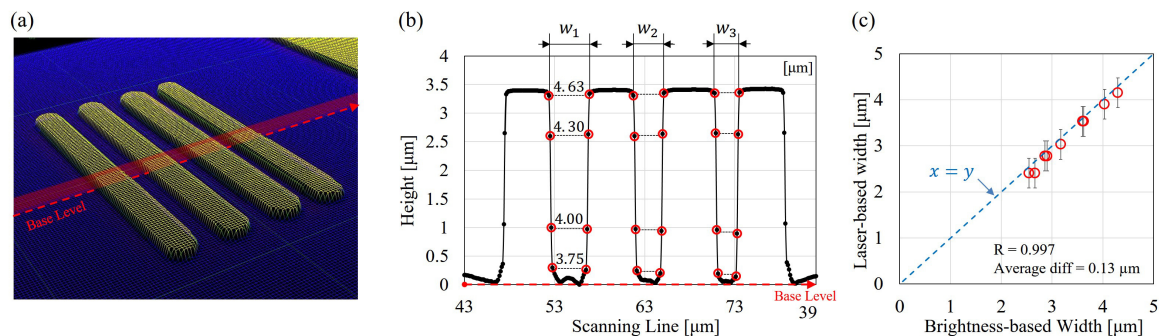 (a)
Base Level
(b)
w₁ w₂ w₃
[μm]
4
3.5
3
2.5
2
1.5
1
0.5
0
4.63
4.30
4.00
3.75
Height [μm]
Base Level
43 53 63 73 39
Scanning Line [μm]
(c)
5
4
3
2
1
0
Laser-based width [μm]
x = y
R = 0.997
Average diff = 0.13 μm
0 1 2 3 4 5
Brightness-based Width [μm]